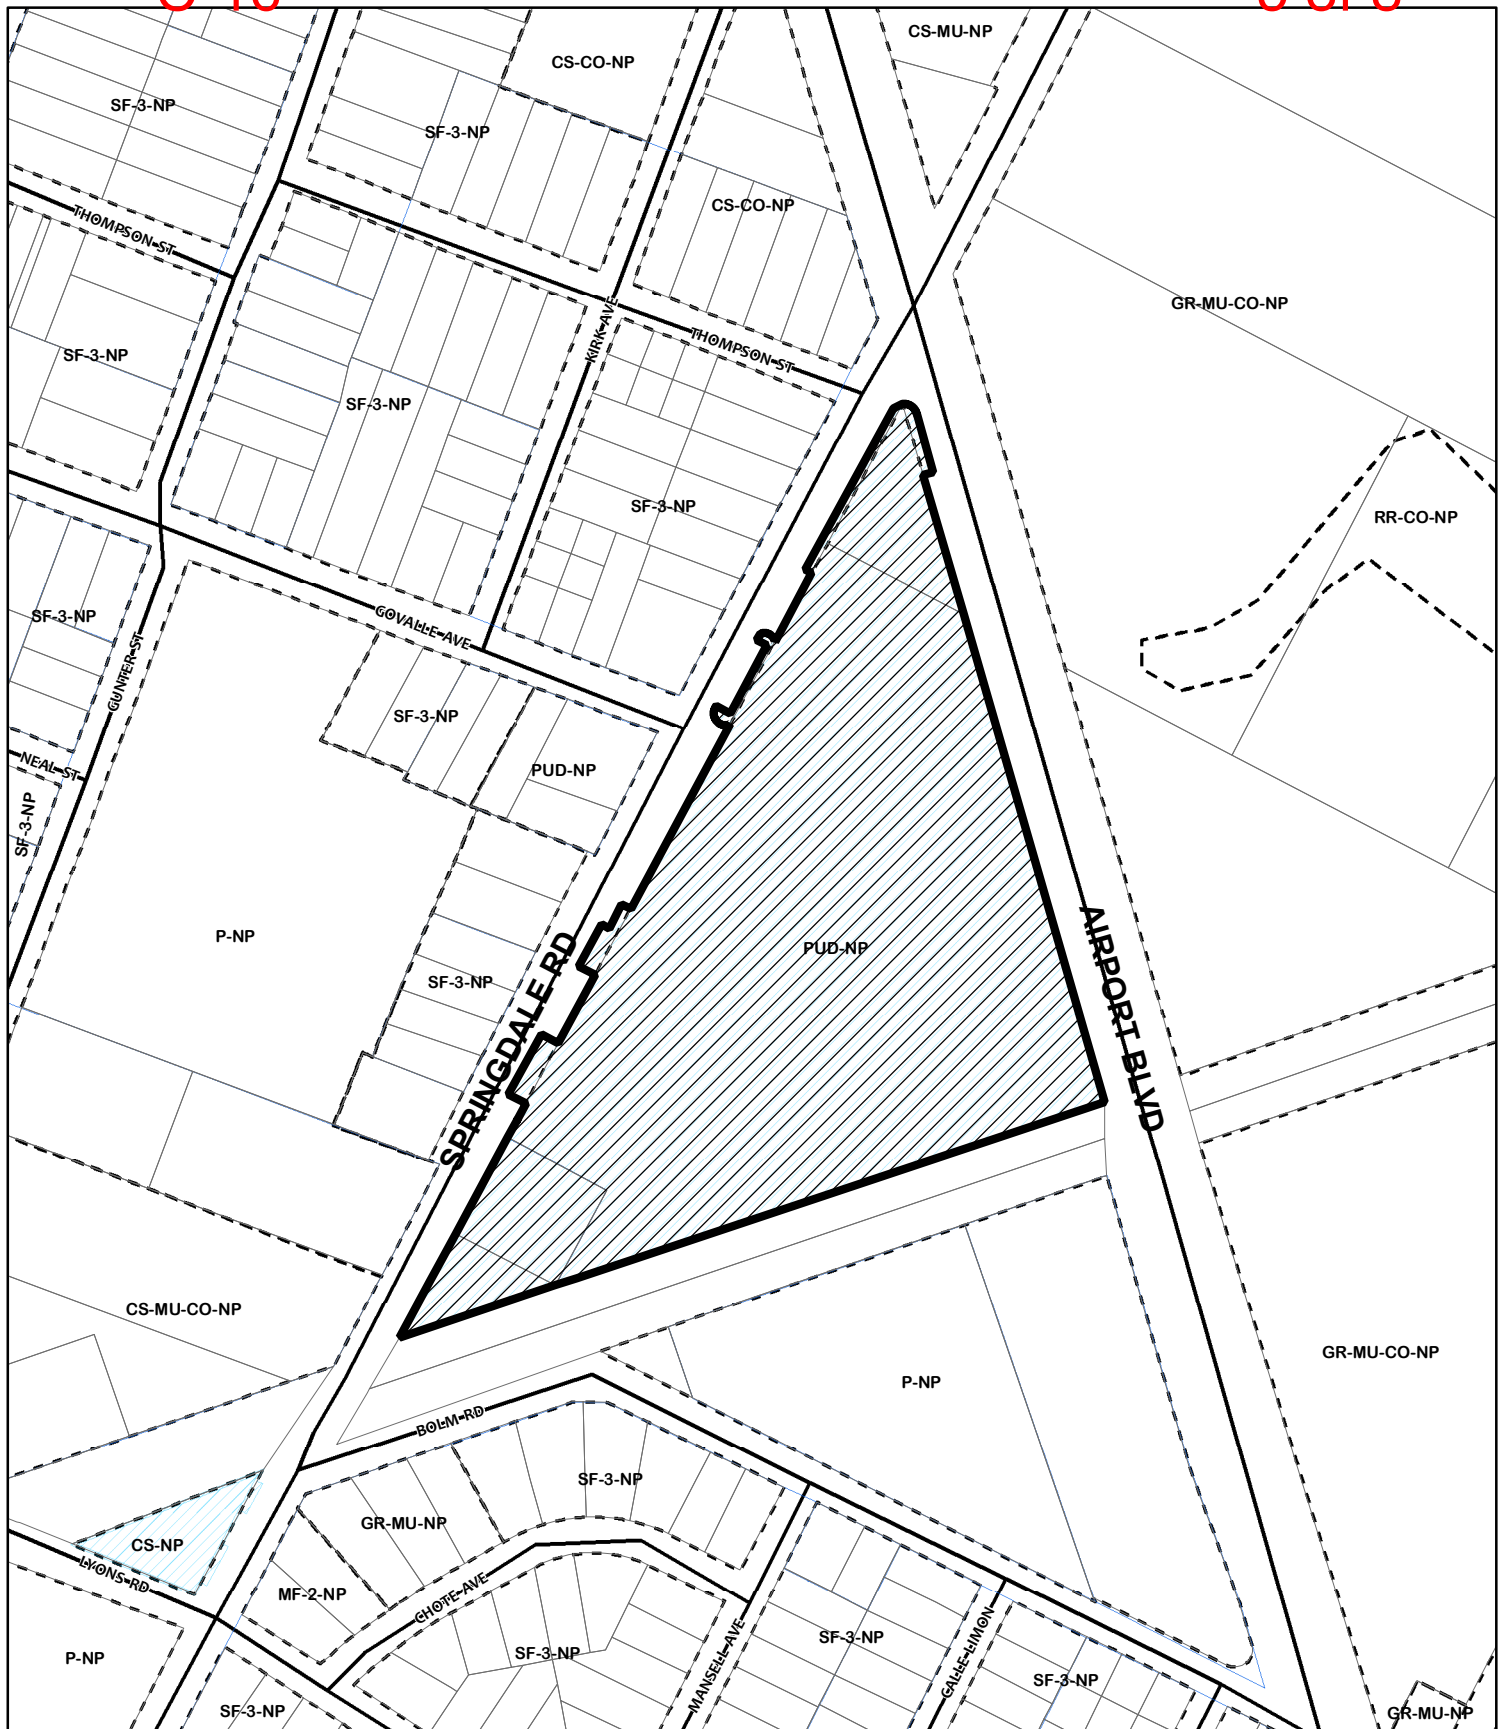 CS-MU-NP
CS-CO-NP
SF-3-NP
SF-3-NP
CS-CO-NP
THOMPSON ST
GR-MU-CO-NP
KIRK AVE
THOMPSON ST
SF-3-NP
SF-3-NP
SF-3-NP
RR-CO-NP
SF-3-NP
GOVALLE AVE
GUNTER ST
SF-3-NP
PUD-NP
NEAL ST
SF-3-NP
P-NP
PUD-NP
SF-3-NP
SPRINGDALE RD
AIRPORT BLVD
CS-MU-CO-NP
GR-MU-CO-NP
P-NP
BOLM RD
SF-3-NP
GR-MU-NP
CS-NP
LYONS RD
MF-2-NP
CHOTE AVE
SF-3-NP
MANSELL AVE
SF-3-NP
CALLE LIMON
P-NP
SF-3-NP
SF-3-NP
GR-MU-NP